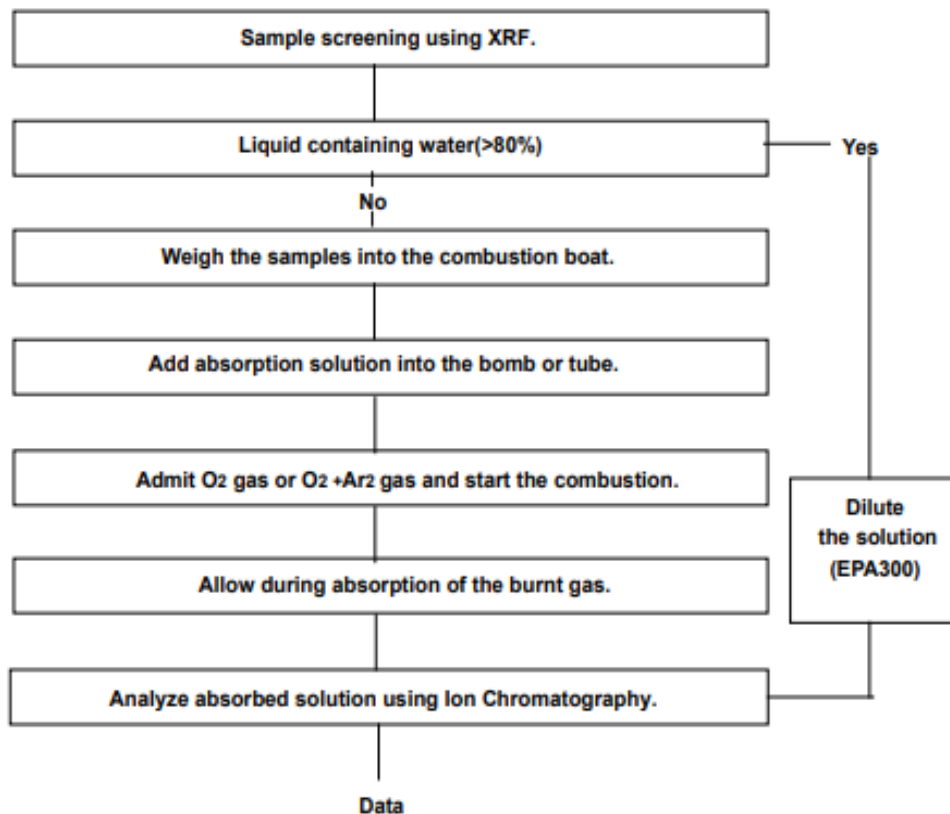 Sample screening using XRF.
Liquid containing water(>80%)
Yes
No
Weigh the samples into the combustion boat.
Add absorption solution into the bomb or tube.
Admit O2 gas or O2 +Ar2 gas and start the combustion.
Dilute
the solution
(EPA300)
Allow during absorption of the burnt gas.
Analyze absorbed solution using Ion Chromatography.
Data